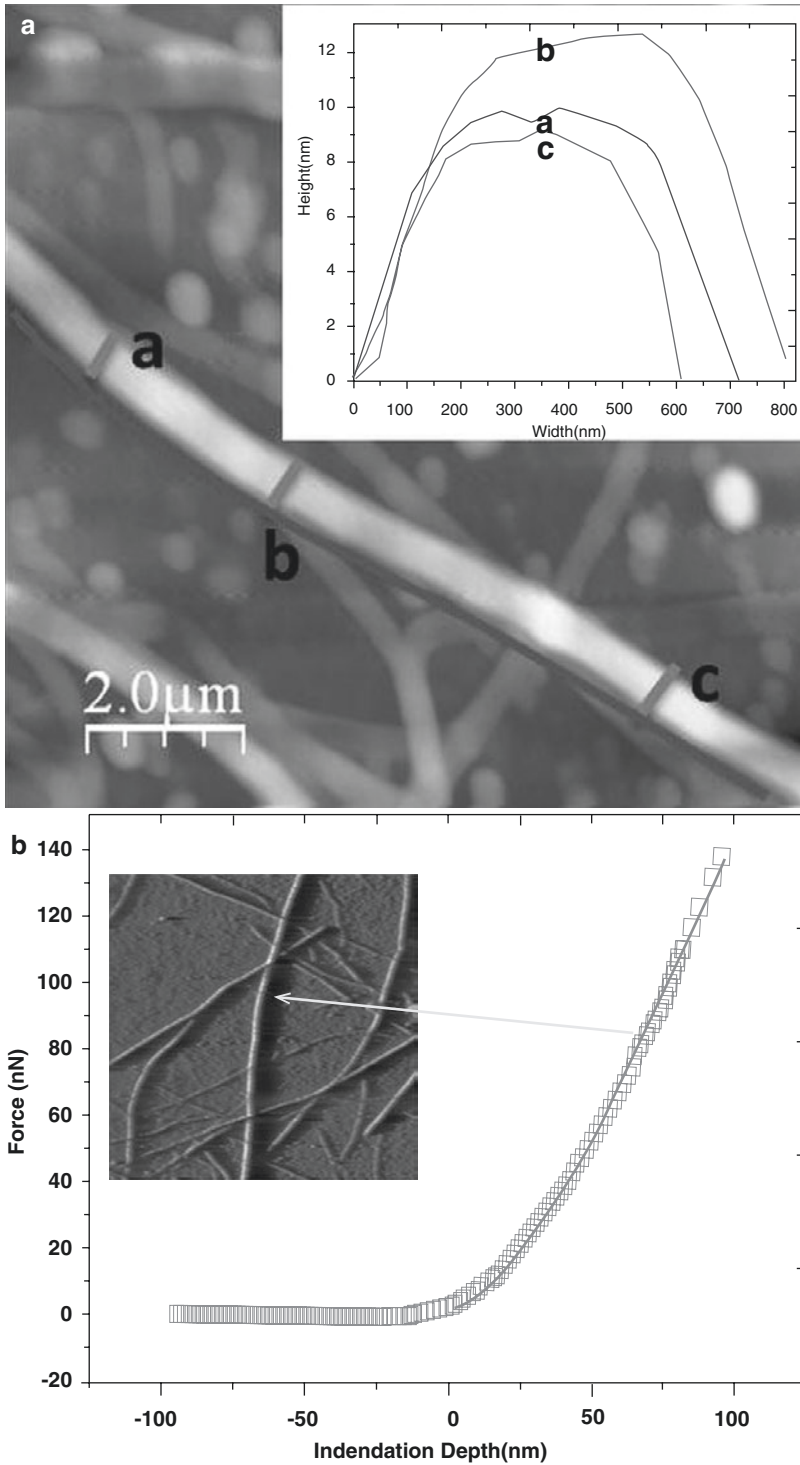 a
b
a
c
Height(nm)
12
10
8
6
4
2
0
0 100 200 300 400 500 600 700 800
Width(nm)
a
b
c
2.0µm
b
140
120
100
80
60
40
20
0
-20
Force (nN)
-100 -50 0 50 100
Indendation Depth(nm)